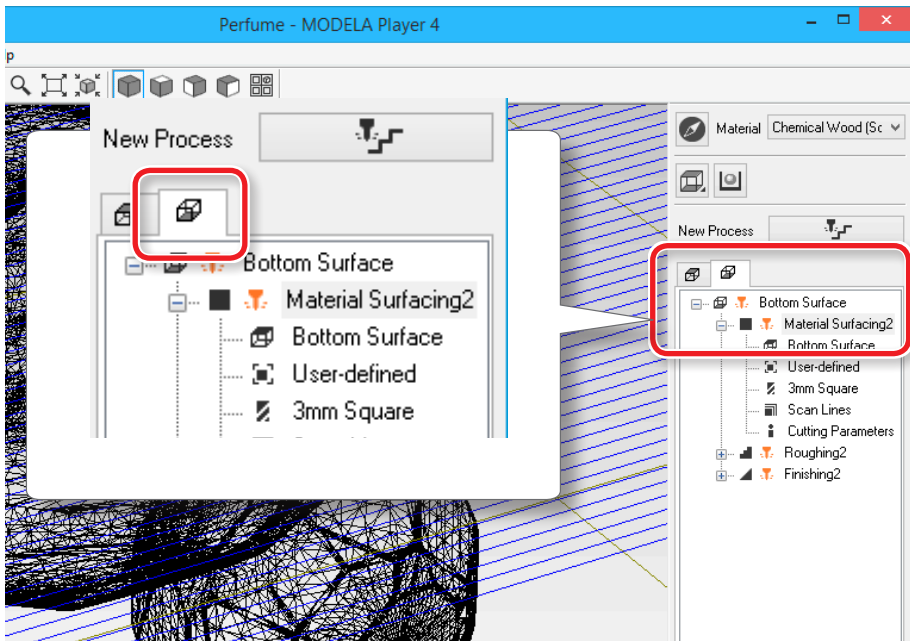 Perfume - MODELA Player 4
lp
New Process
Bottom Surface
Material Surfacing2
Bottom Surface
User-defined
3mm Square
Material Chemical Wood (Sc
New Process
Bottom Surface
Material Surfacing2
Bottom Surface
User-defined
3mm Square
Scan Lines
Cutting Parameters
Roughing2
Finishing2